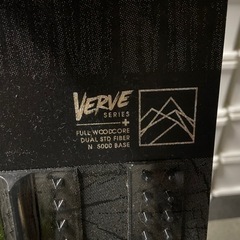 VERVE
SERIES
+
FULL WOODCORE
DUAL STD FIBER
N 5000 BASE